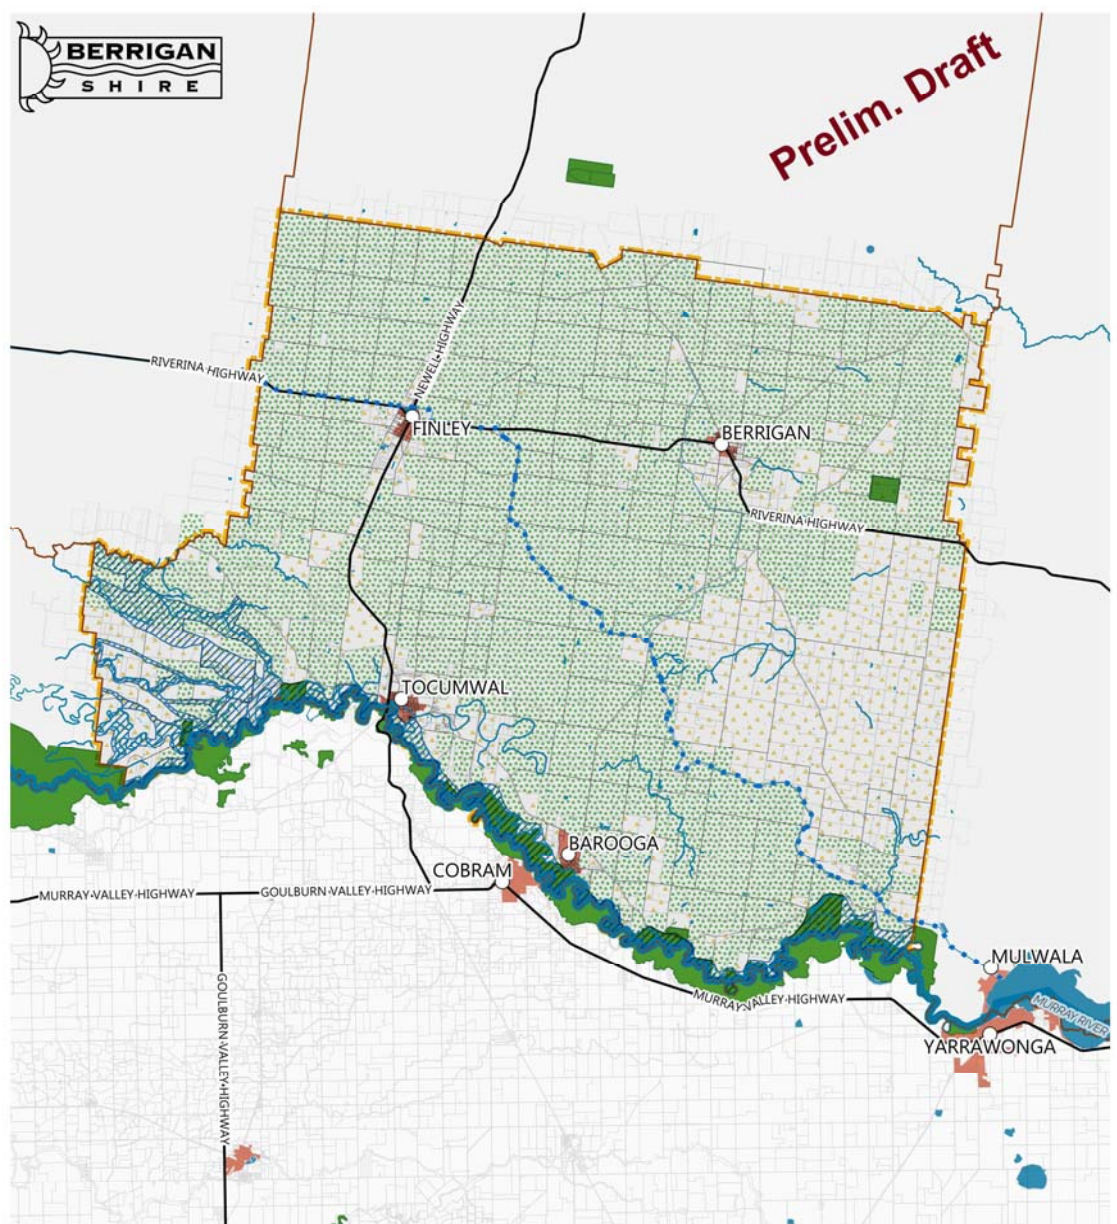 BERRIGAN
SHIRE
Prelim. Draft
NEWELL-HIGHWAY
RIVERINA HIGHWAY
FINLEY
BERRIGAN
RIVERINA HIGHWAY
TOCUMWAL
BAROOGA
COBRAM
MURRAY-VALLEY-HIGHWAY
GOULBURN-VALLEY-HIGHWAY
MULWALA
GOULBURN-VALLEY-HIGHWAY
MURRAY-VALLEY-HIGHWAY
MURRAY RIVER
YARRAWONGA